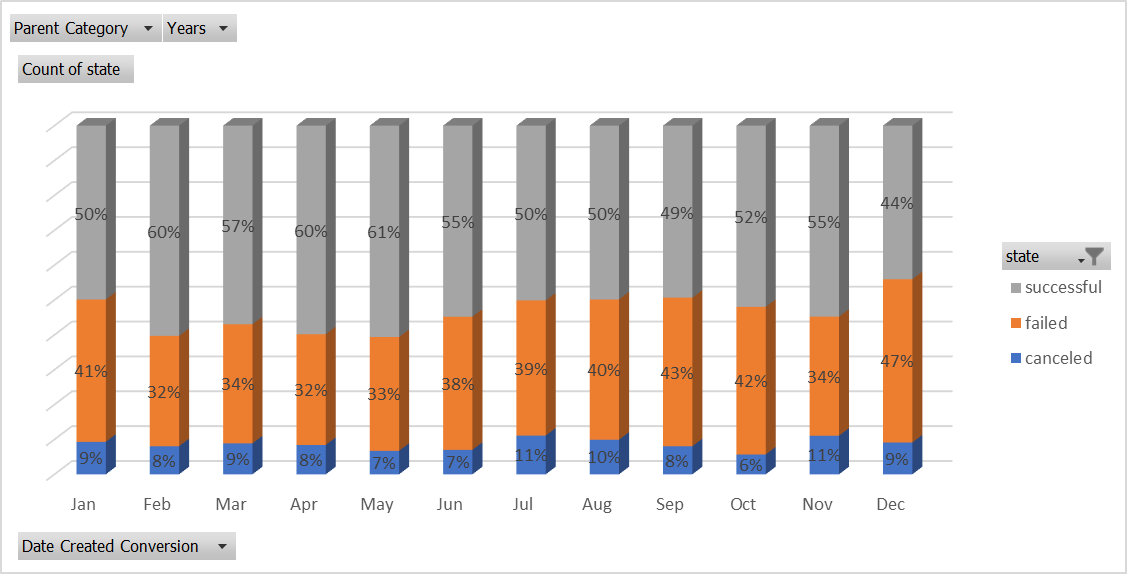 Parent Category Years
Count of state
50% 60% 57% 60% 61% 55% 50% 50% 49% 52% 55% 44%
41% 32% 34% 32% 33% 38% 39% 40% 43% 42% 34% 47%
9% 8% 9% 8% 7% 7% 11% 10% 8% 6% 11% 9%
Jan Feb Mar Apr May Jun Jul Aug Sep Oct Nov Dec
state
successful
failed
canceled
Date Created Conversion